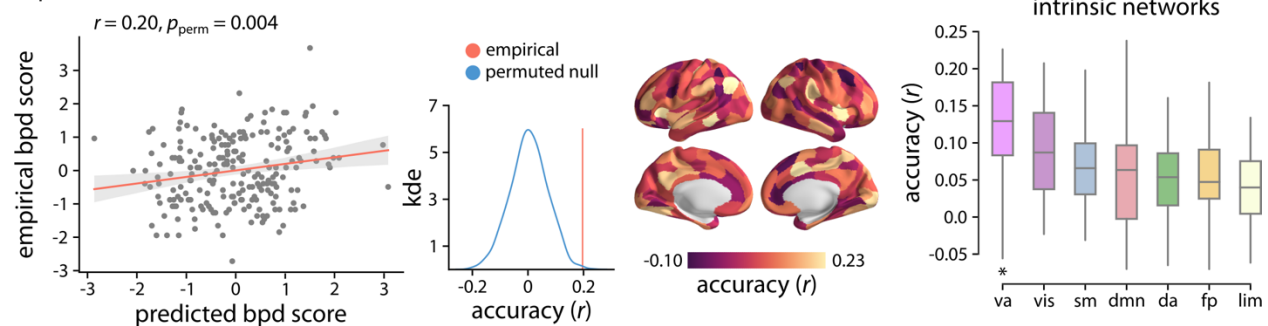 r = 0.20, pperm = 0.004
empirical bpd score
3
2
1
0
-1
-2
-3
-3 -2 -1 0 1 2 3
predicted bpd score
empirical
permuted null
kde
7
5
3
1
-0.2 0 0.2
accuracy (r)
-0.10 0.23
accuracy (r)
intrinsic networks
accuracy (r)
0.25
0.20
0.15
0.10
0.05
0.0
-0.05
*
va vis sm dmn da fp lim